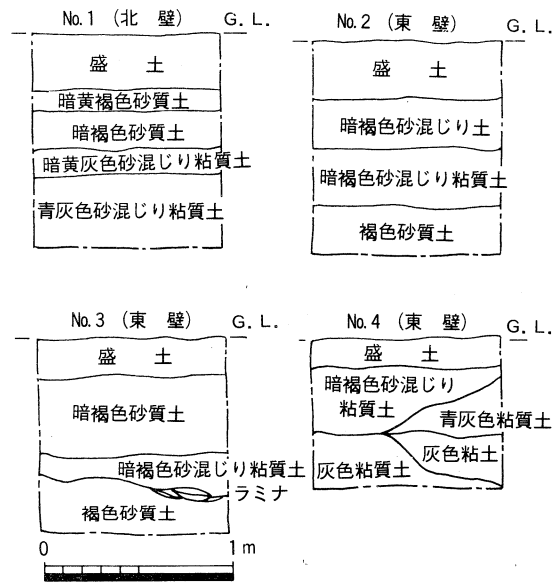 No.1 (北 壁) G.L.
盛 土
暗黄褐色砂質土
暗褐色砂質土
暗黄灰色砂混じり粘質土
青灰色砂混じり粘質土
No.2 (東 壁) G.L.
盛 土
暗褐色砂混じり土
暗褐色砂混じり粘質土
褐色砂質土
No.3 (東 壁) G.L.
盛 土
暗褐色砂質土
暗褐色砂混じり粘質土
ラミナ
褐色砂質土
No.4 (東 壁) G.L.
盛 土
暗褐色砂混じり
粘質土
青灰色粘質土
灰色粘土
灰色粘質土
0 1m